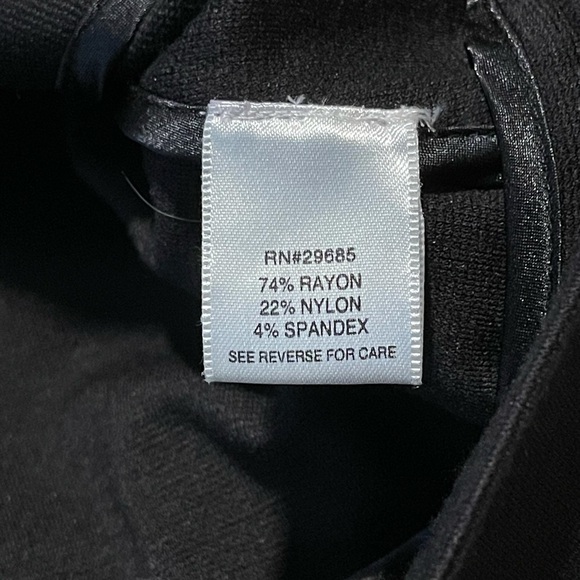 RN#29685
74% RAYON
22% NYLON
4% SPANDEX
SEE REVERSE FOR CARE